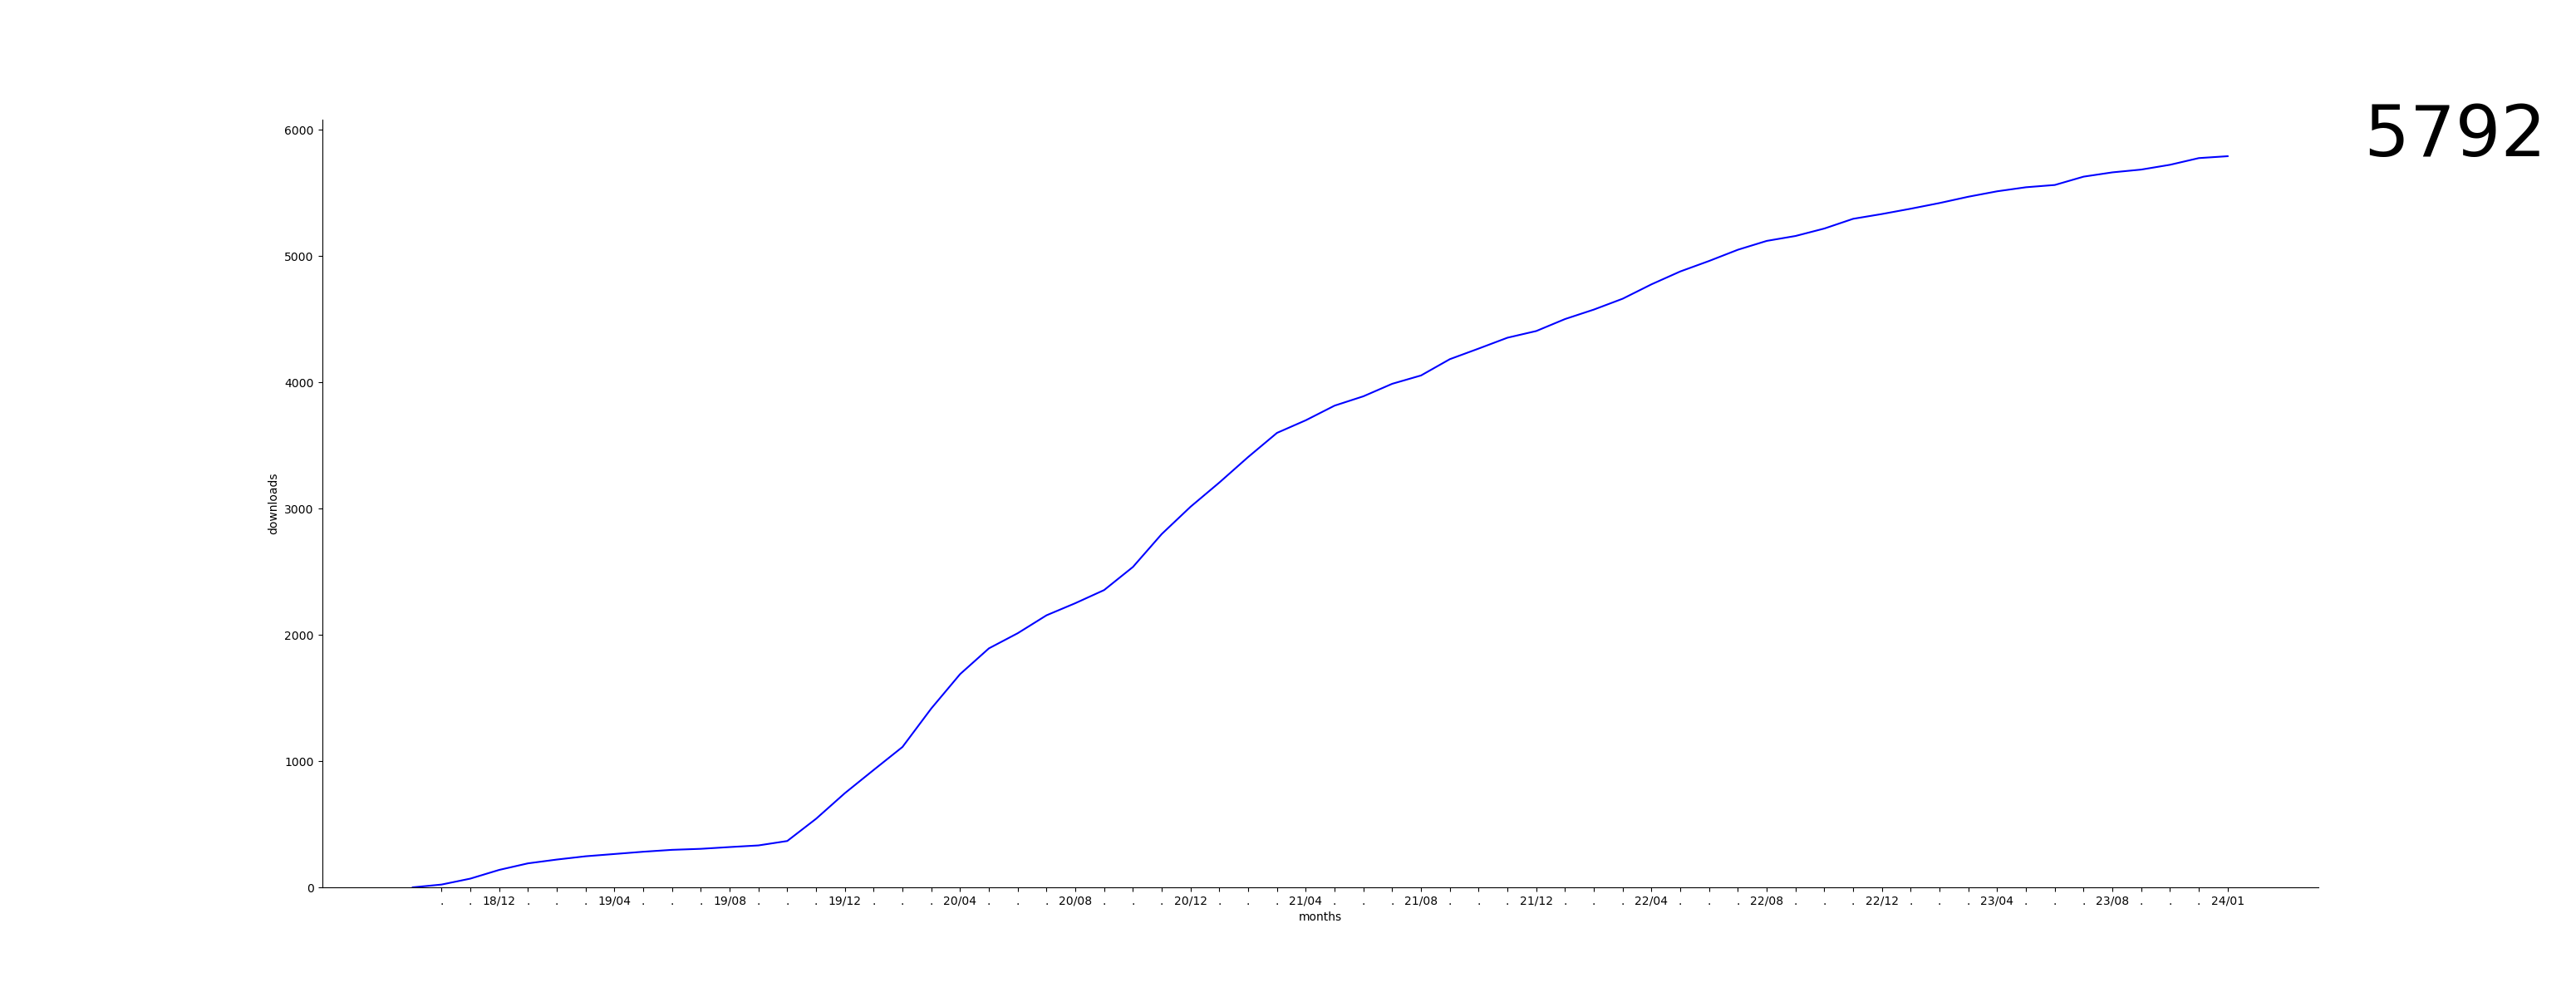 5792
6000
5000
4000
3000
2000
1000
0
downloads
. . 18/12 . . . 19/04 . . . 19/08 . . . 19/12 . . . 20/04 . . . 20/08 . . . 20/12 . . . 21/04 . . . 21/08 . . . 21/12 . . . 22/04 . . . 22/08 . . . 22/12 . . . 23/04 . . . 23/08 . . . 24/01
months